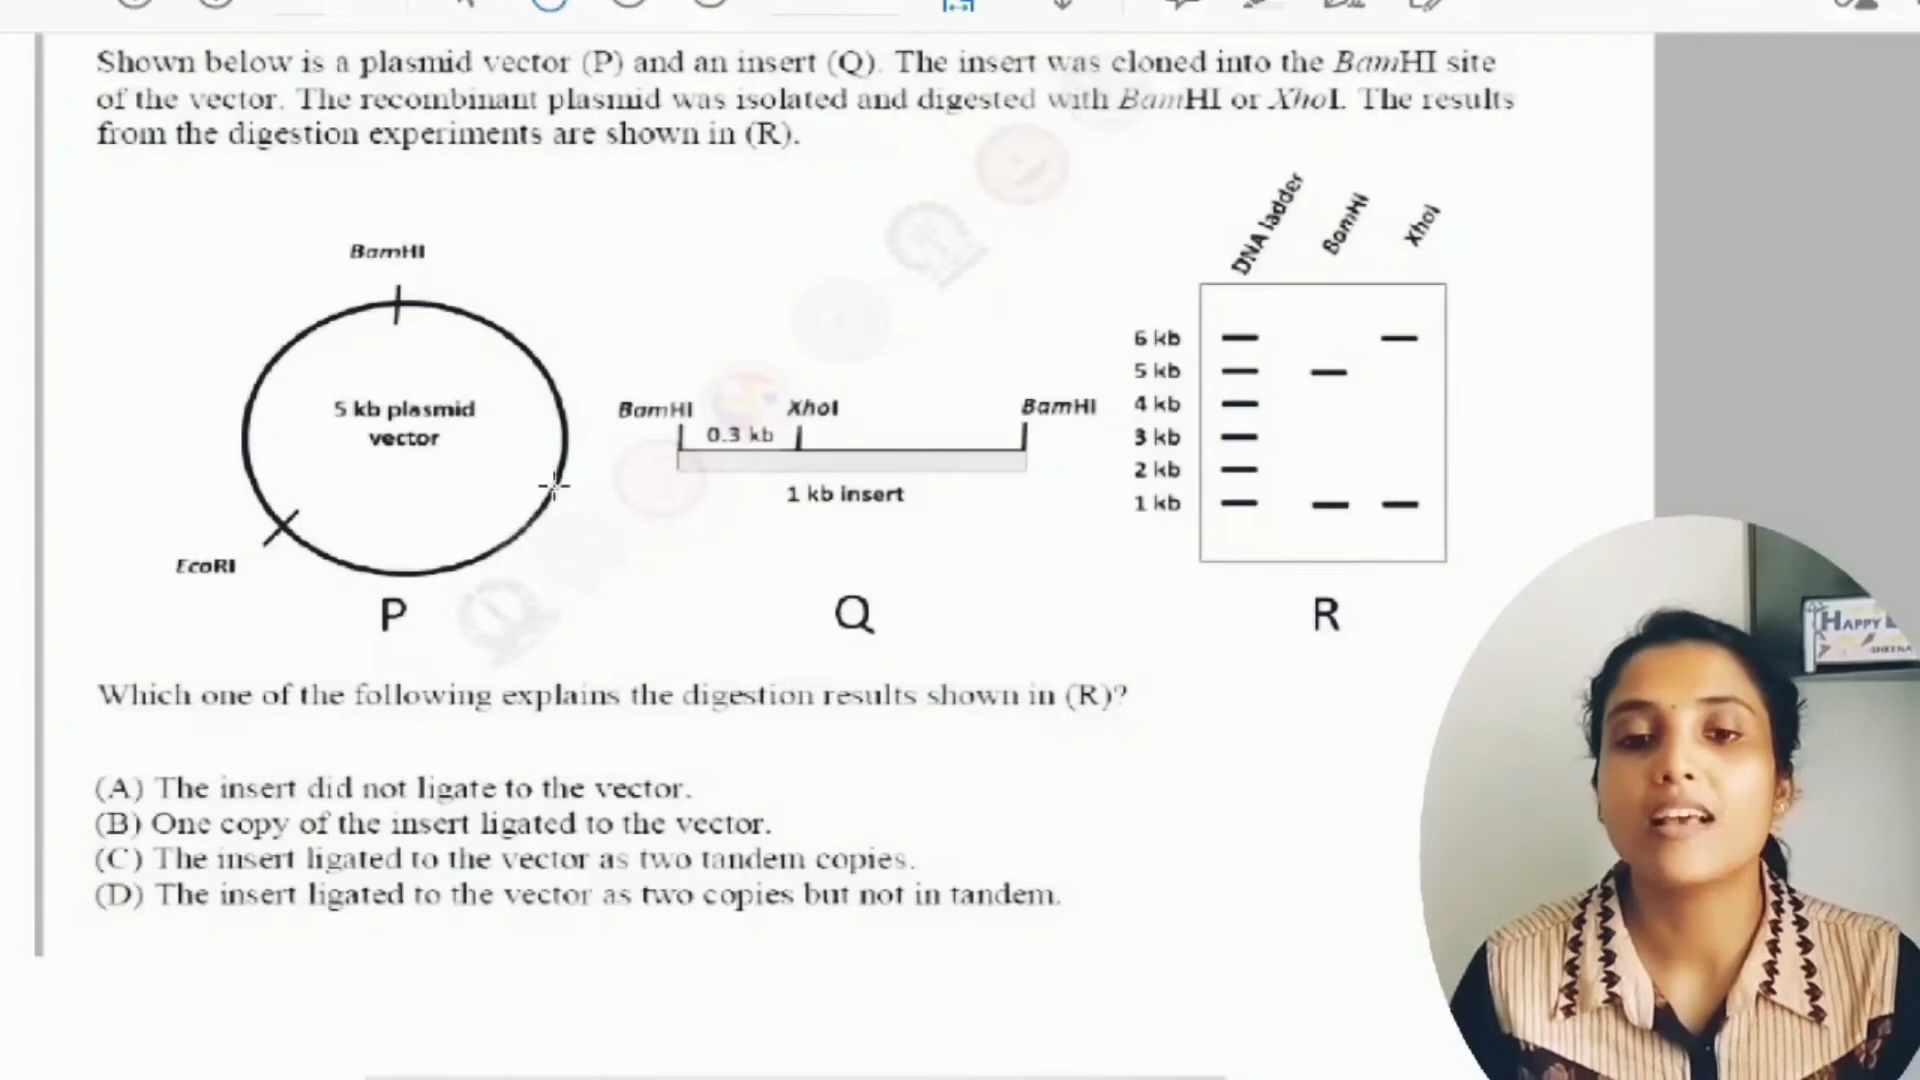 Shown below is a plasmid vector (P) and an insert (Q). The insert was cloned into the BamHI site
of the vector. The recombinant plasmid was isolated and digested with BamHI or XhoI. The results
from the digestion experiments are shown in (R).
DNA ladder
BamHI
XhoI
BamHI
5 kb plasmid
vector
EcoRI
P
BamHI
XhoI
BamHI
0.3 kb
1 kb insert
Q
6 kb
5 kb
4 kb
3 kb
2 kb
1 kb
R
Which one of the following explains the digestion results shown in (R)?
(A) The insert did not ligate to the vector.
(B) One copy of the insert ligated to the vector.
(C) The insert ligated to the vector as two tandem copies.
(D) The insert ligated to the vector as two copies but not in tandem.
HAPPY